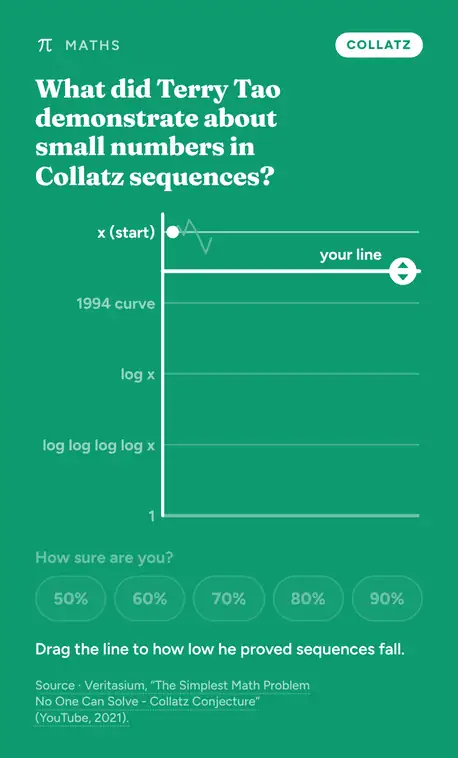 π MATHS
COLLATZ
What did Terry Tao
demonstrate about
small numbers in
Collatz sequences?
x (start)
your line
1994 curve
log x
log log log log x
1
How sure are you?
50% 60% 70% 80% 90%
Drag the line to how low he proved sequences fall.
Source · Veritasium, “The Simplest Math Problem
No One Can Solve - Collatz Conjecture”
(YouTube, 2021).